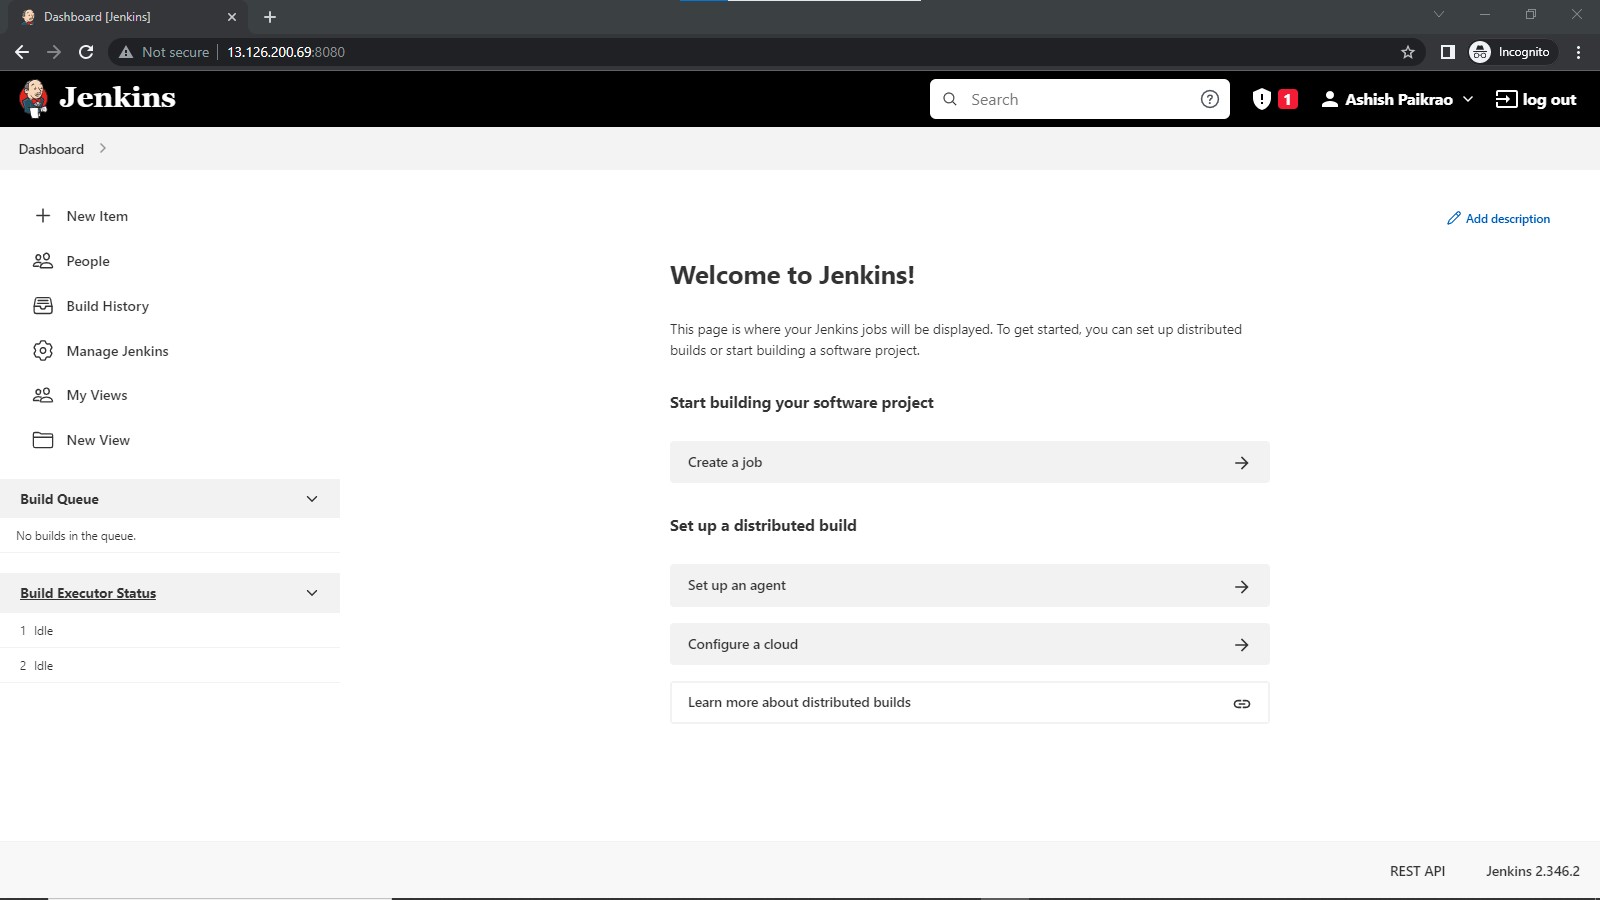 Dashboard [Jenkins]
Not secure
13.126.200.69:8080
Incognito
Jenkins
Search
1
Ashish Paikrao
log out
Dashboard
New Item
People
Build History
Manage Jenkins
My Views
New View
Build Queue
No builds in the queue.
Build Executor Status
1 Idle
2 Idle
Add description
Welcome to Jenkins!
This page is where your Jenkins jobs will be displayed. To get started, you can set up distributed
builds or start building a software project.
Start building your software project
Create a job
Set up a distributed build
Set up an agent
Configure a cloud
Learn more about distributed builds
REST API
Jenkins 2.346.2